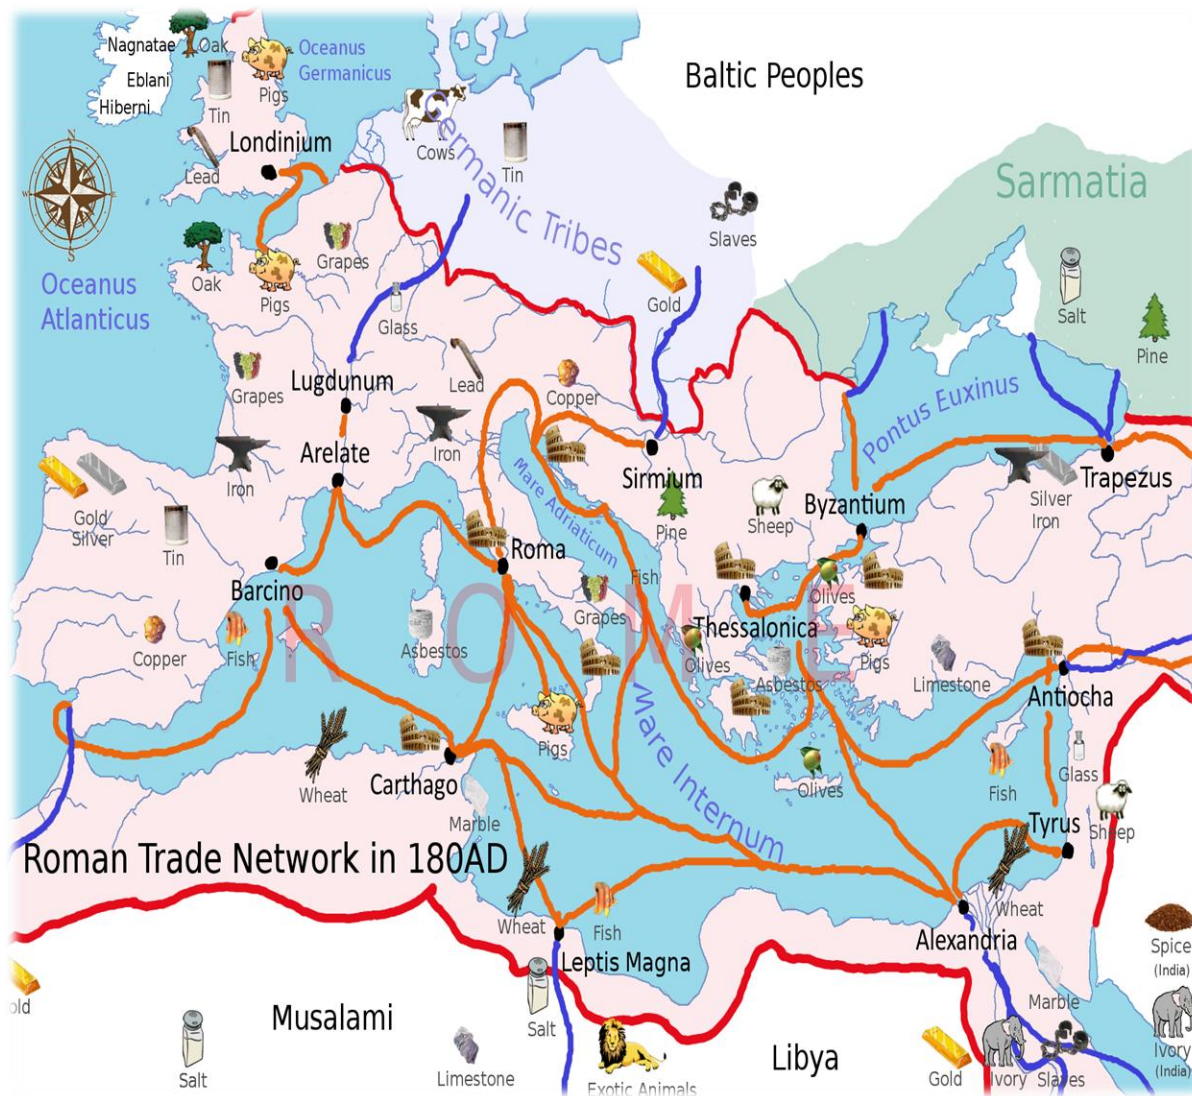 Nagnatae
Oak
Oceanus
Germanicus
Eblani
Pigs
Hiberni
Tin
Baltic Peoples
Londinium
Cows
Tin
Germanic Tribes
Lead
Sarmatia
N
W
E
S
Slaves
Grapes
Oak
Pigs
Oceanus
Atlanticus
Gold
Salt
Glass
Pine
Lugdunum
Grapes
Lead
Copper
Pontus Euxinus
Arelate
Iron
Iron
Mare Adriaticum
Sirmium
Trapezus
Silver
Iron
Gold
Silver
Tin
Pine
Sheep
Byzantium
Roma
Barcino
Fish
Grapes
Olives
ROME
Thessalonica
Copper
Fish
Asbestos
Olives
Asbestos
Pigs
Limestone
Antiocha
Mare Internum
Pigs
Carthago
Wheat
Olives
Fish
Glass
Marble
Tyrus
Sheep
Roman Trade Network in 180AD
Wheat
Fish
Wheat
Alexandria
Spice
(India)
Leptis Magna
Marble
old
Musalami
Salt
Salt
Limestone
Exotic Animals
Libya
Gold
Ivory
Slaves
Ivory
(India)